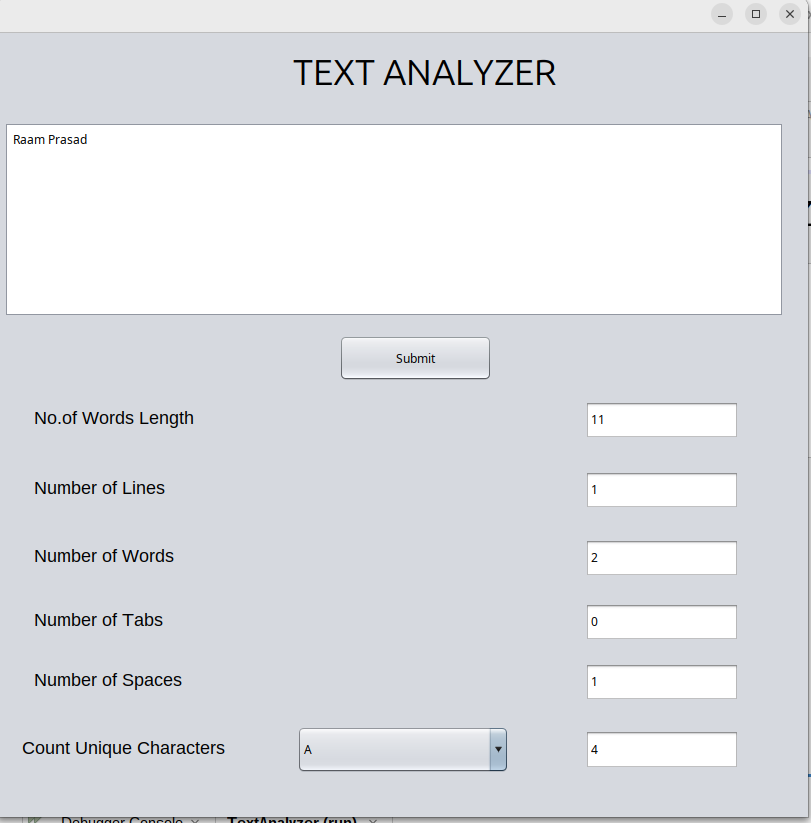 TEXT ANALYZER
Raam Prasad
Submit
No.of Words Length 11
Number of Lines 1
Number of Words 2
Number of Tabs 0
Number of Spaces 1
Count Unique Characters A 4
Debugger Console × TextAnalyzer (run) ×